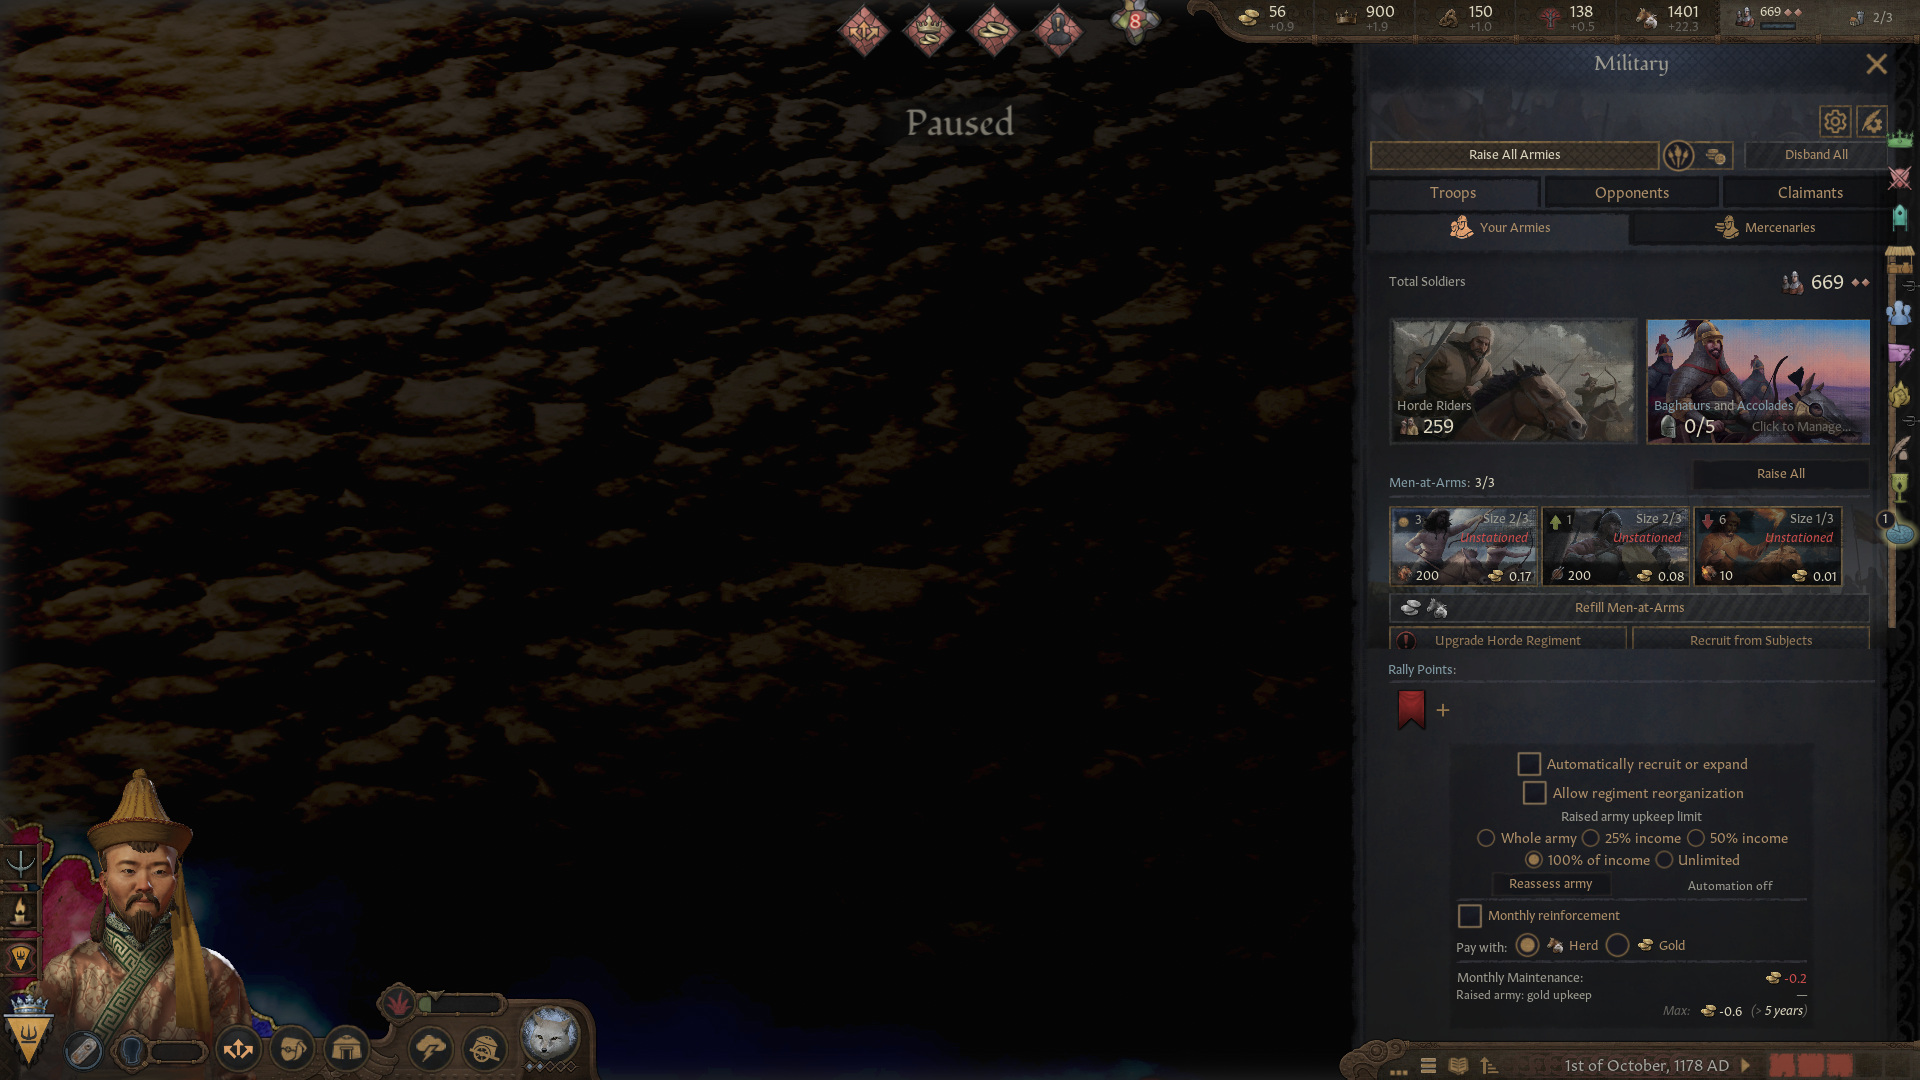 8
56
+0.9
900
+1.9
150
+1.0
138
+0.5
1401
+22.3
669
2/3
Military
Paused
Raise All Armies
Disband All
Troops
Opponents
Claimants
Your Armies
Mercenaries
Total Soldiers
669
Horde Riders
259
Baghaturs and Accolades
0/5
Click to Manage...
Men-at-Arms: 3/3
Raise All
3
Size 2/3
Unstationed
200
0.17
1
Size 2/3
Unstationed
200
0.08
6
Size 1/3
Unstationed
10
0.01
1
Refill Men-at-Arms
Upgrade Horde Regiment
Recruit from Subjects
Rally Points:
Automatically recruit or expand
Allow regiment reorganization
Raised army upkeep limit
Whole army
25% income
50% income
100% of income
Unlimited
Reassess army
Automation off
Monthly reinforcement
Pay with:
Herd
Gold
Monthly Maintenance:
-0.2
Raised army: gold upkeep
—
Max: -0.6 (> 5 years)
1st of October, 1178 AD